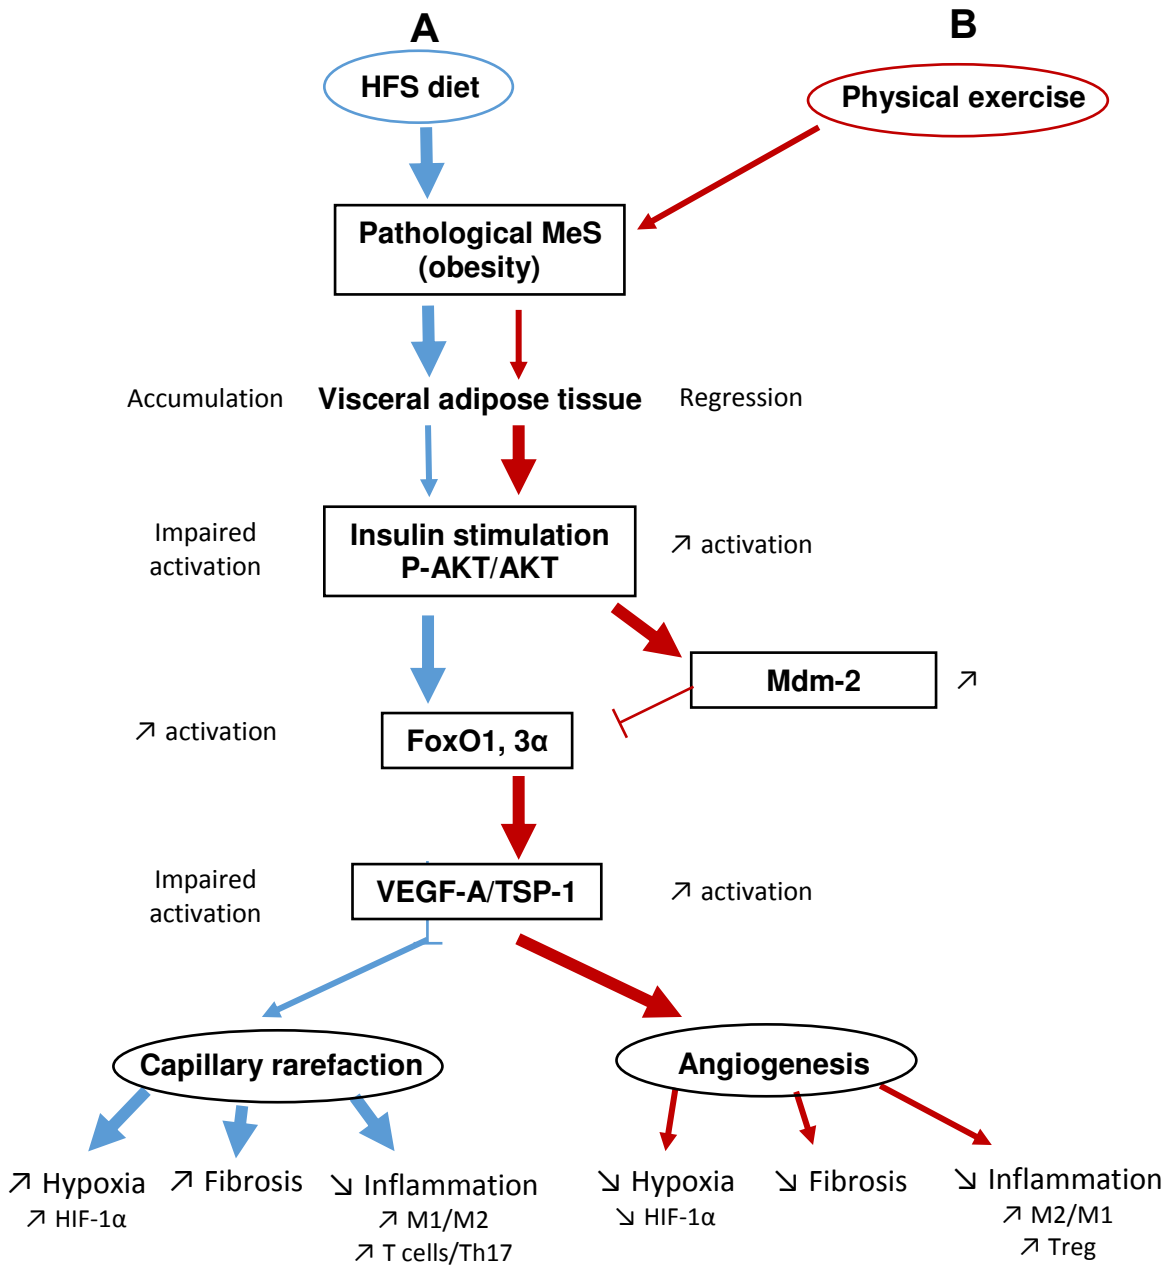 A
B
HFS diet
Physical exercise
Pathological MeS
(obesity)
Accumulation
Visceral adipose tissue
Regression
Impaired
activation
Insulin stimulation
P-AKT/AKT
↗ activation
Mdm-2
↗
↗ activation
FoxO1, 3α
Impaired
activation
VEGF-A/TSP-1
↗ activation
Capillary rarefaction
Angiogenesis
↗ Hypoxia
↗ HIF-1α
↗ Fibrosis
↘ Inflammation
↗ M1/M2
↗ T cells/Th17
↘ Hypoxia
↘ HIF-1α
↘ Fibrosis
↘ Inflammation
↗ M2/M1
↗ Treg